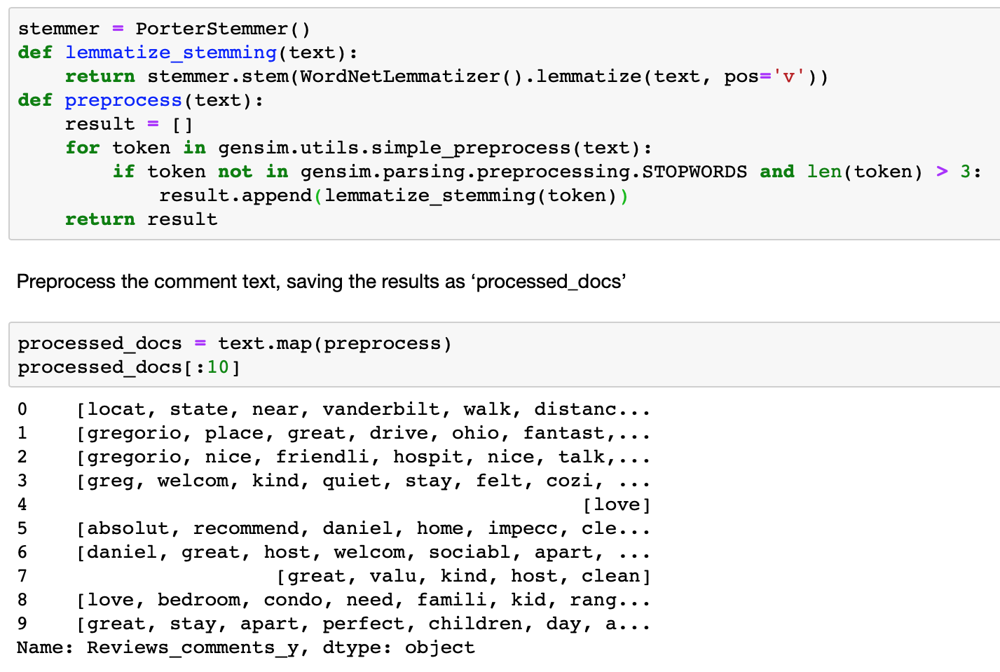 stemmer = PorterStemmer()
def lemmatize_stemming(text):
    return stemmer.stem(WordNetLemmatizer().lemmatize(text, pos='v'))
def preprocess(text):
    result = []
    for token in gensim.utils.simple_preprocess(text):
        if token not in gensim.parsing.preprocessing.STOPWORDS and len(token) > 3:
            result.append(lemmatize_stemming(token))
    return result
Preprocess the comment text, saving the results as ‘processed_docs’
processed_docs = text.map(preprocess)
processed_docs[:10]
0    [locat, state, near, vanderbilt, walk, distanc...
1    [gregorio, place, great, drive, ohio, fantast,...
2    [gregorio, nice, friendli, hospit, nice, talk,...
3    [greg, welcom, kind, quiet, stay, felt, cozi, ...
4                                               [love]
5    [absolut, recommend, daniel, home, impecc, cle...
6    [daniel, great, host, welcom, sociabl, apart, ...
7                     [great, valu, kind, host, clean]
8    [love, bedroom, condo, need, famili, kid, rang...
9    [great, stay, apart, perfect, children, day, a...
Name: Reviews_comments_y, dtype: object